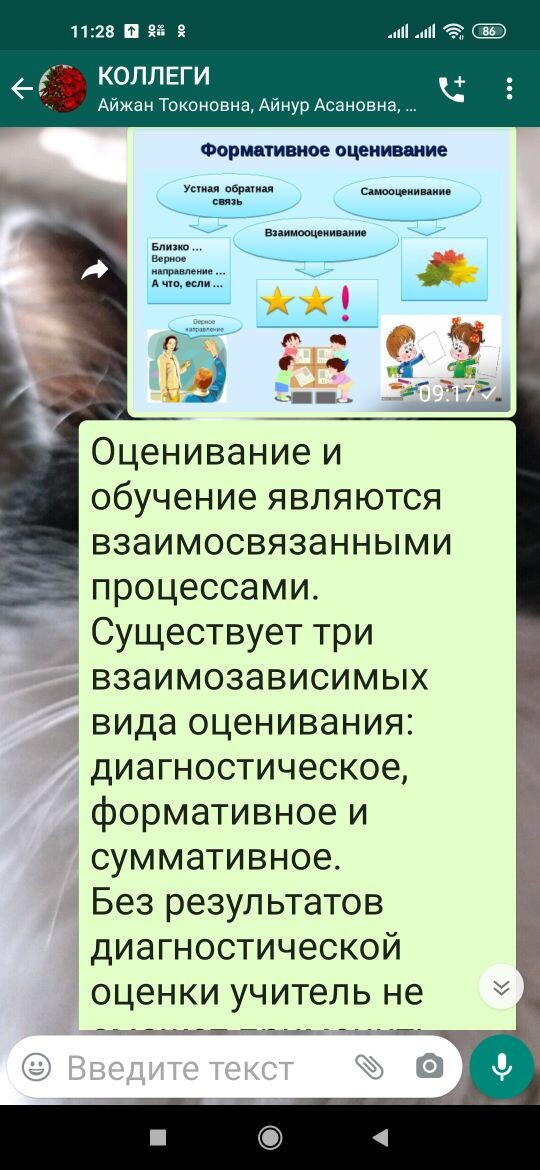 11:28
86
КОЛЛЕГИ
Айжан Токоновна, Айнур Асановна, ...
Формативное оценивание
Устная обратная
связь
Самооценивание
Взаимооценивание
Близко ...
Верное
направление ...
А что, если ...
Верное
направление
09:17
Оценивание и
обучение являются
взаимосвязанными
процессами.
Существует три
взаимозависимых
вида оценивания:
диагностическое,
формативное и
суммативное.
Без результатов
диагностической
оценки учитель не
Введите текст